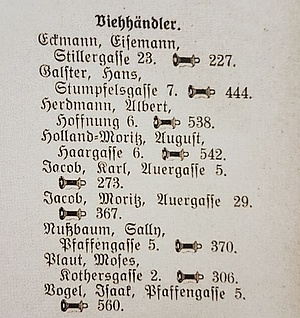 Viehhändler.
Eckmann, Eisemann,
Stillergasse 23. 227.
Galster, Hans,
Stumpfelsgasse 7. 444.
Herdmann, Albert,
Hoffnung 6. 538.
Holland-Moritz, August,
Haargasse 6. 542.
Jacob, Karl, Auergasse 5.
273.
Jacob, Moritz, Auergasse 29.
367.
Nußbaum, Sally,
Pfaffengasse 5. 370.
Plaut, Moses,
Kothersgasse 2. 306.
Vogel, Isaak, Pfaffengasse 5.
560.